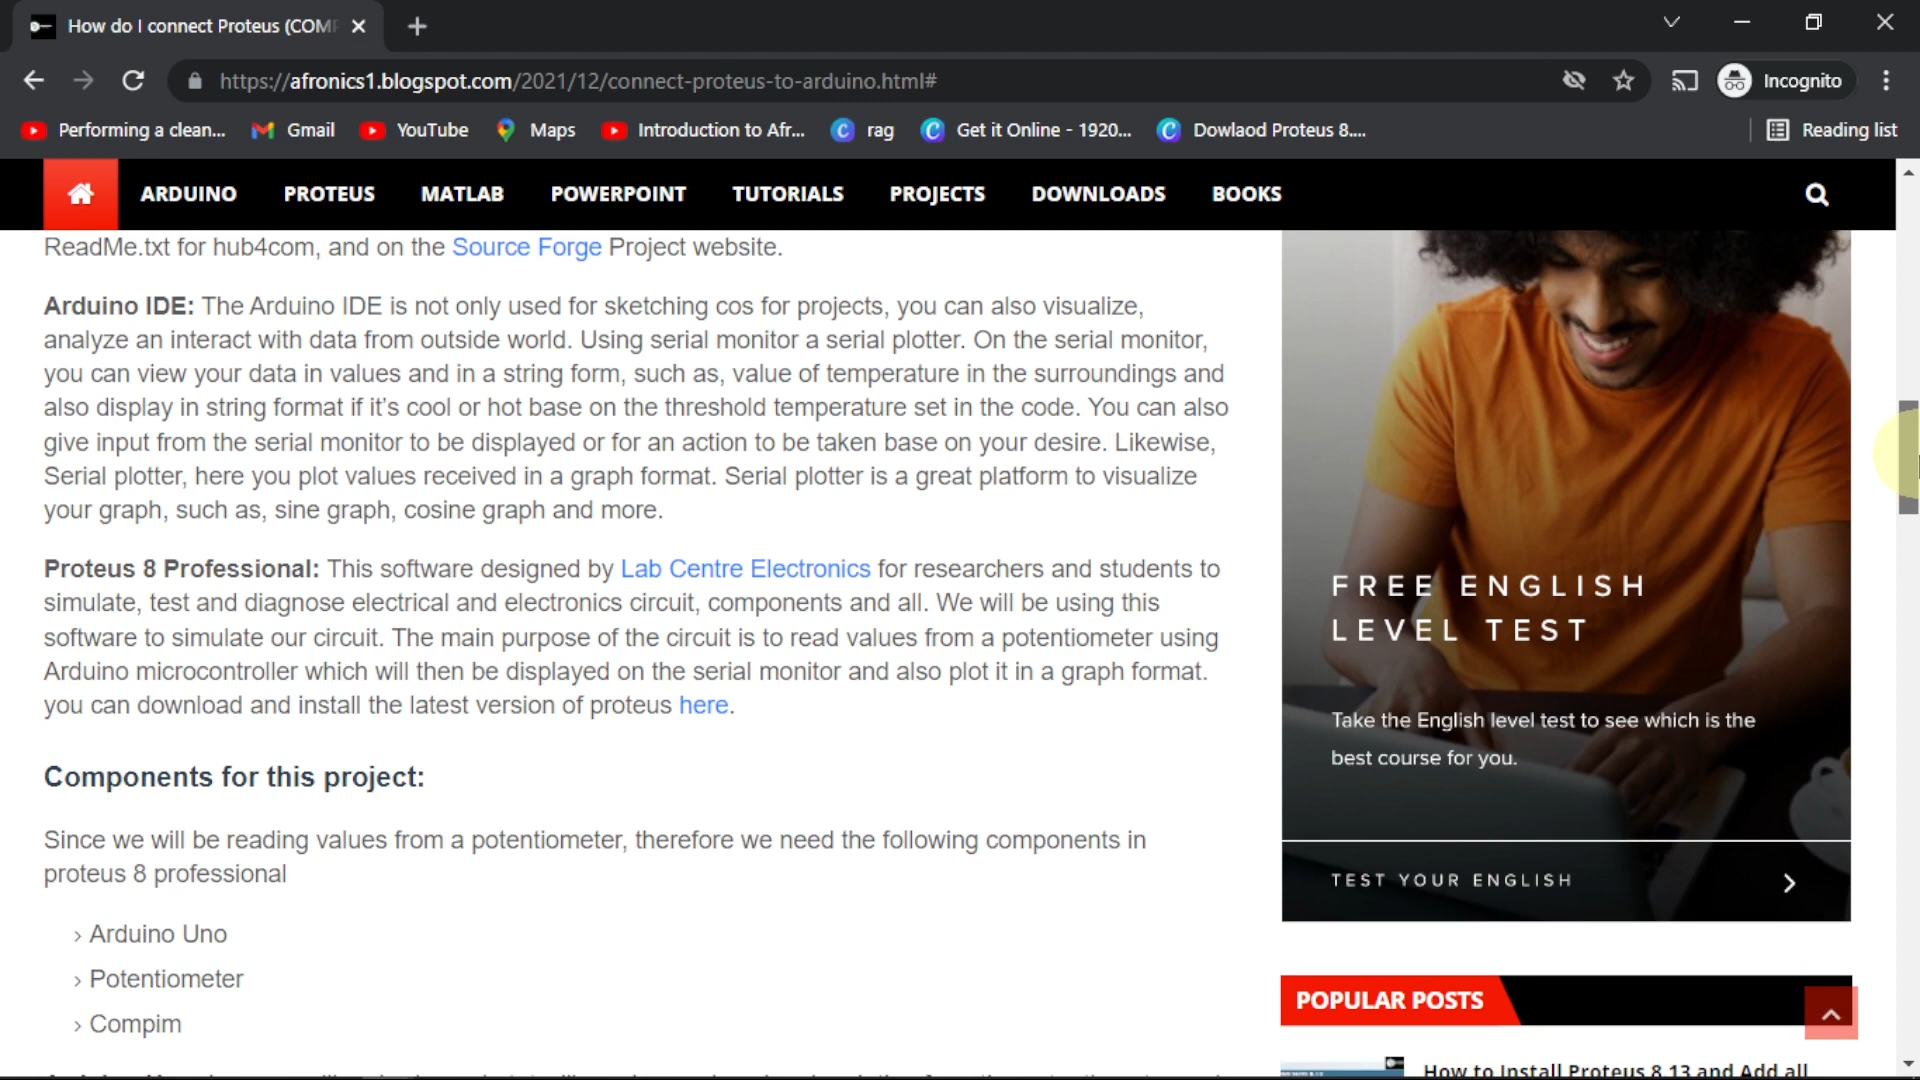 How do I connect Proteus (COMP
https://afronics1.blogspot.com/2021/12/connect-proteus-to-arduino.html#
Incognito
Performing a clean...
Gmail
YouTube
Maps
Introduction to Afr...
rag
Get it Online - 1920...
Dowlaod Proteus 8....
Reading list
ARDUINO
PROTEUS
MATLAB
POWERPOINT
TUTORIALS
PROJECTS
DOWNLOADS
BOOKS
ReadMe.txt for hub4com, and on the Source Forge Project website.
Arduino IDE: The Arduino IDE is not only used for sketching cos for projects, you can also visualize,
analyze an interact with data from outside world. Using serial monitor a serial plotter. On the serial monitor,
you can view your data in values and in a string form, such as, value of temperature in the surroundings and
also display in string format if it's cool or hot base on the threshold temperature set in the code. You can also
give input from the serial monitor to be displayed or for an action to be taken base on your desire. Likewise,
Serial plotter, here you plot values received in a graph format. Serial plotter is a great platform to visualize
your graph, such as, sine graph, cosine graph and more.
Proteus 8 Professional: This software designed by Lab Centre Electronics for researchers and students to
simulate, test and diagnose electrical and electronics circuit, components and all. We will be using this
software to simulate our circuit. The main purpose of the circuit is to read values from a potentiometer using
Arduino microcontroller which will then be displayed on the serial monitor and also plot it in a graph format.
you can download and install the latest version of proteus here.
Components for this project:
Since we will be reading values from a potentiometer, therefore we need the following components in
proteus 8 professional
› Arduino Uno
› Potentiometer
› Compim
FREE ENGLISH
LEVEL TEST
Take the English level test to see which is the
best course for you.
TEST YOUR ENGLISH
POPULAR POSTS
How to Install Proteus 8 13 and Add all